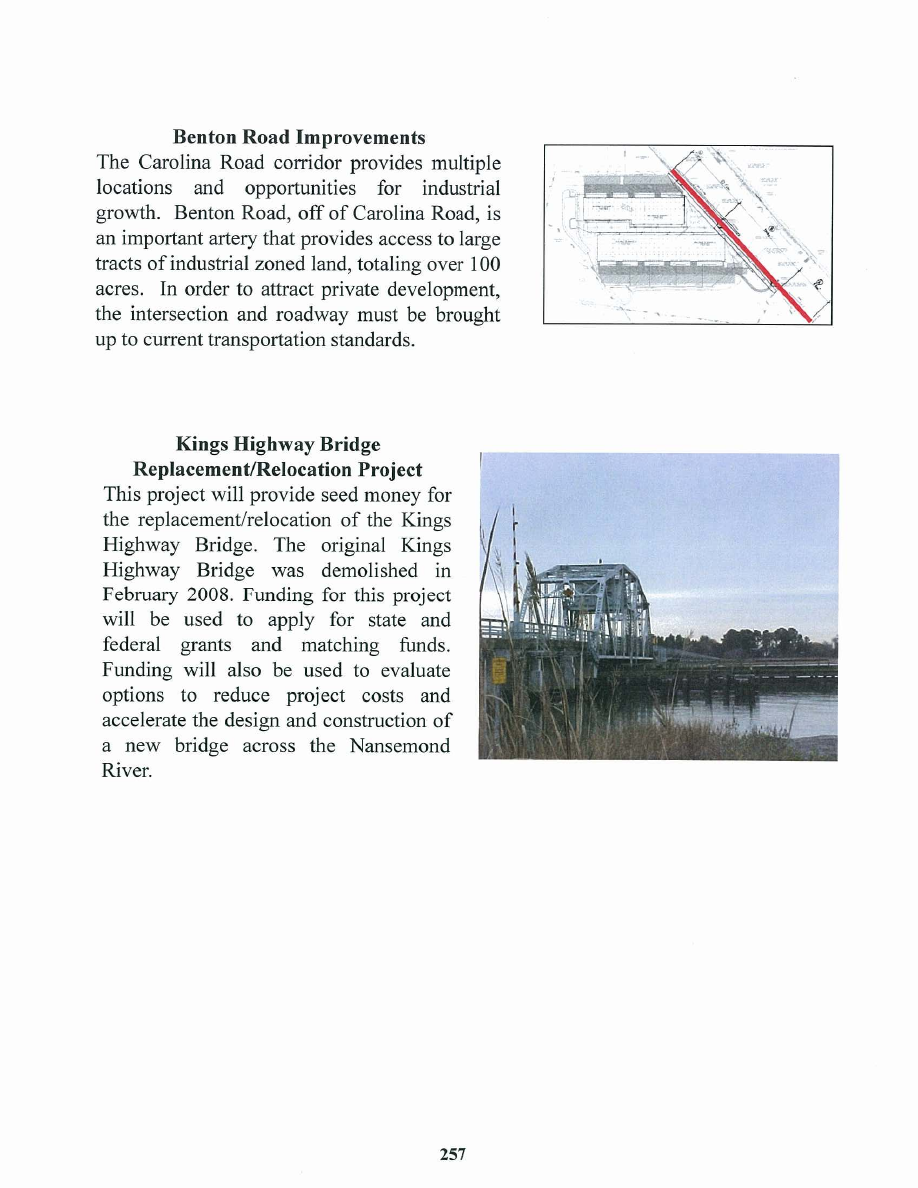 Benton Road Improvements
The Carolina Road corridor provides multiple
locations and opportunities for industrial
growth. Benton Road, off of Carolina Road, is
an important artery that provides access to large
tracts of industrial zoned land, totaling over 100
acres. In order to attract private development,
the intersection and roadway must be brought
up to current transportation standards.
Kings Highway Bridge
Replacement/Relocation Project
This project will provide seed money for
the replacement/relocation of the Kings
Highway Bridge. The original Kings
Highway Bridge was demolished in
February 2008. Funding for this project
will be used to apply for state and
federal grants and matching funds.
Funding will also be used to evaluate
options to reduce project costs and
accelerate the design and construction of
a new bridge across the Nansemond
River.
257